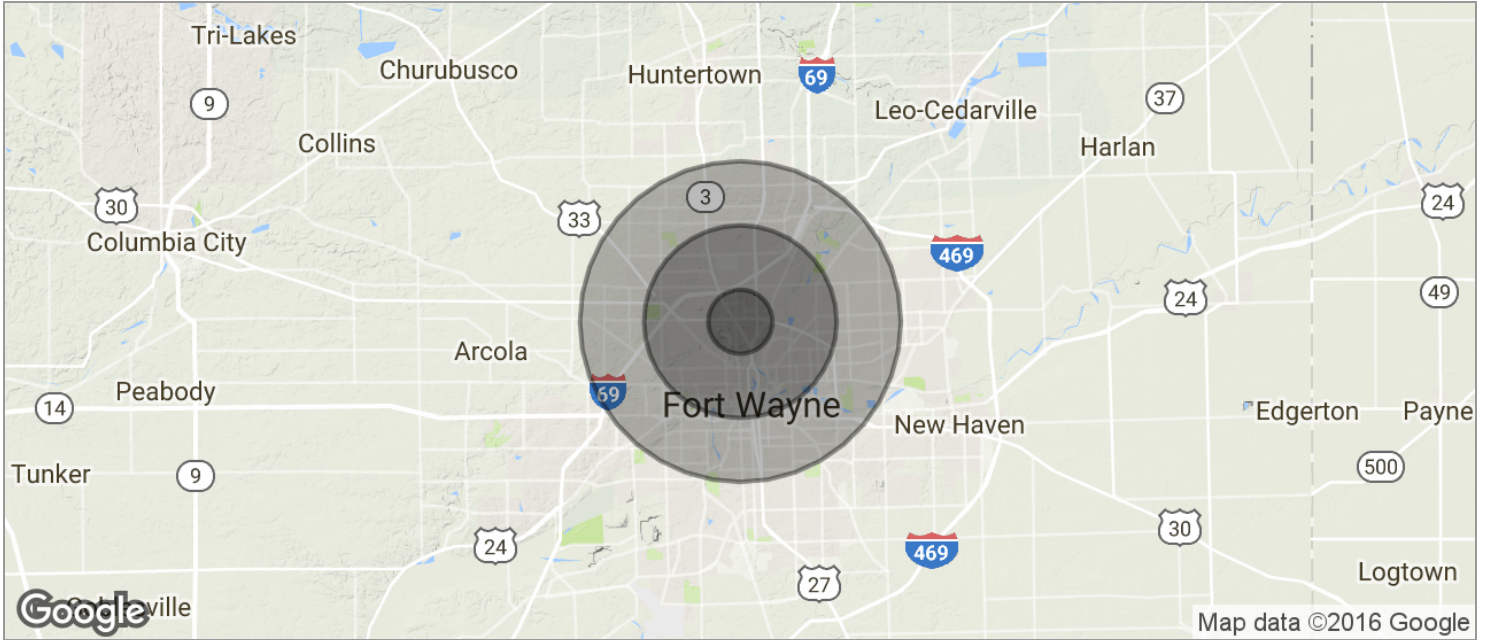 Tri-Lakes
Churubusco
Huntertown
69
9
37
Leo-Cedarville
Collins
Harlan
3
30
33
24
Columbia City
469
24
49
Arcola
Peabody
69
14
Fort Wayne
Edgerton
Payne
New Haven
Tunker
9
500
30
24
469
27
Logtown
Google
ville
Map data ©2016 Google